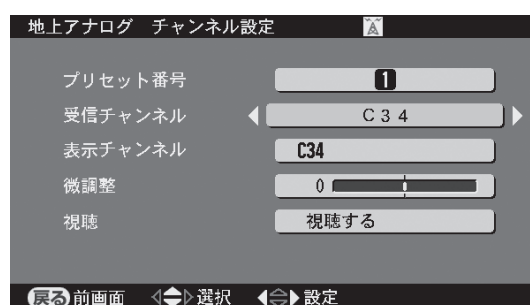 地上アナログ　チャンネル設定
プリセット番号 1
受信チャンネル C34
表示チャンネル C34
微調整 0
視聴 視聴する
戻る 前画面 選択 設定